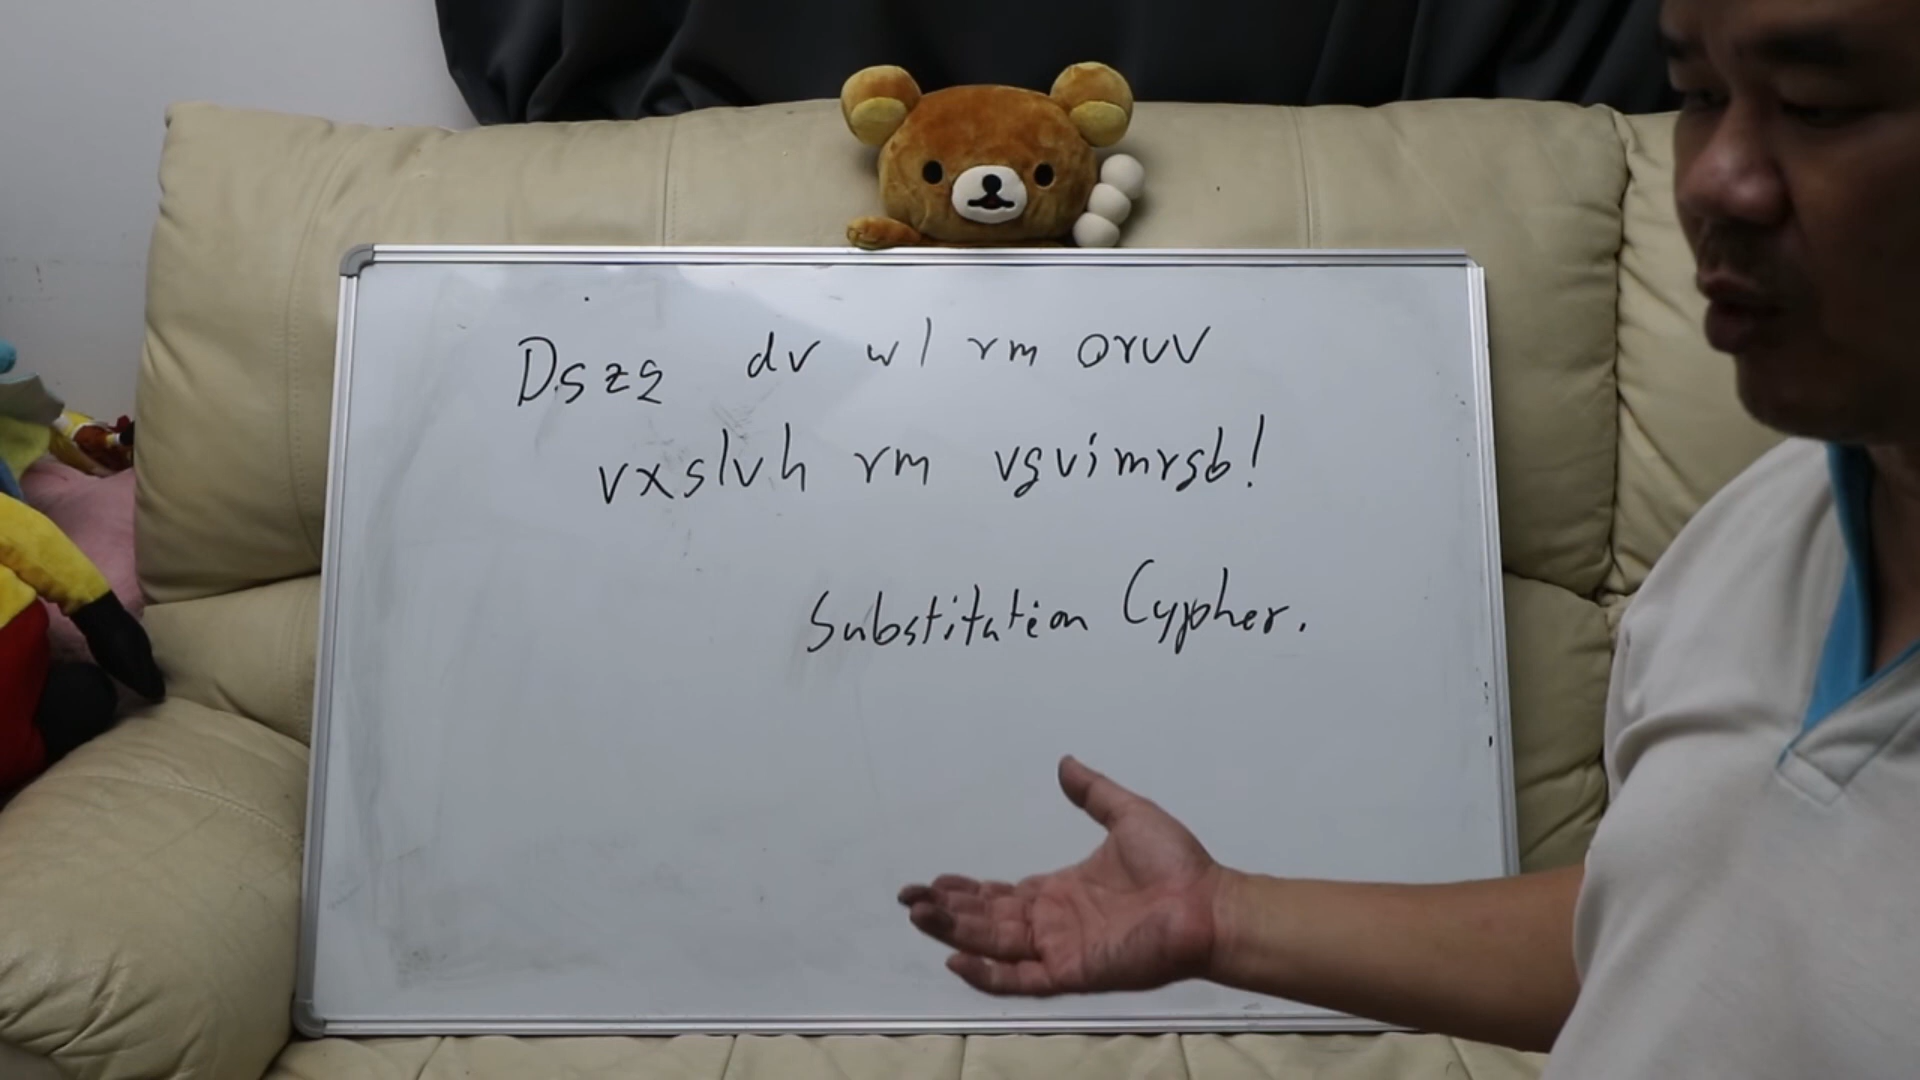 Dszg dv wl rm oruv
vxslvh rm vgvimrgb!
Substitution Cypher.